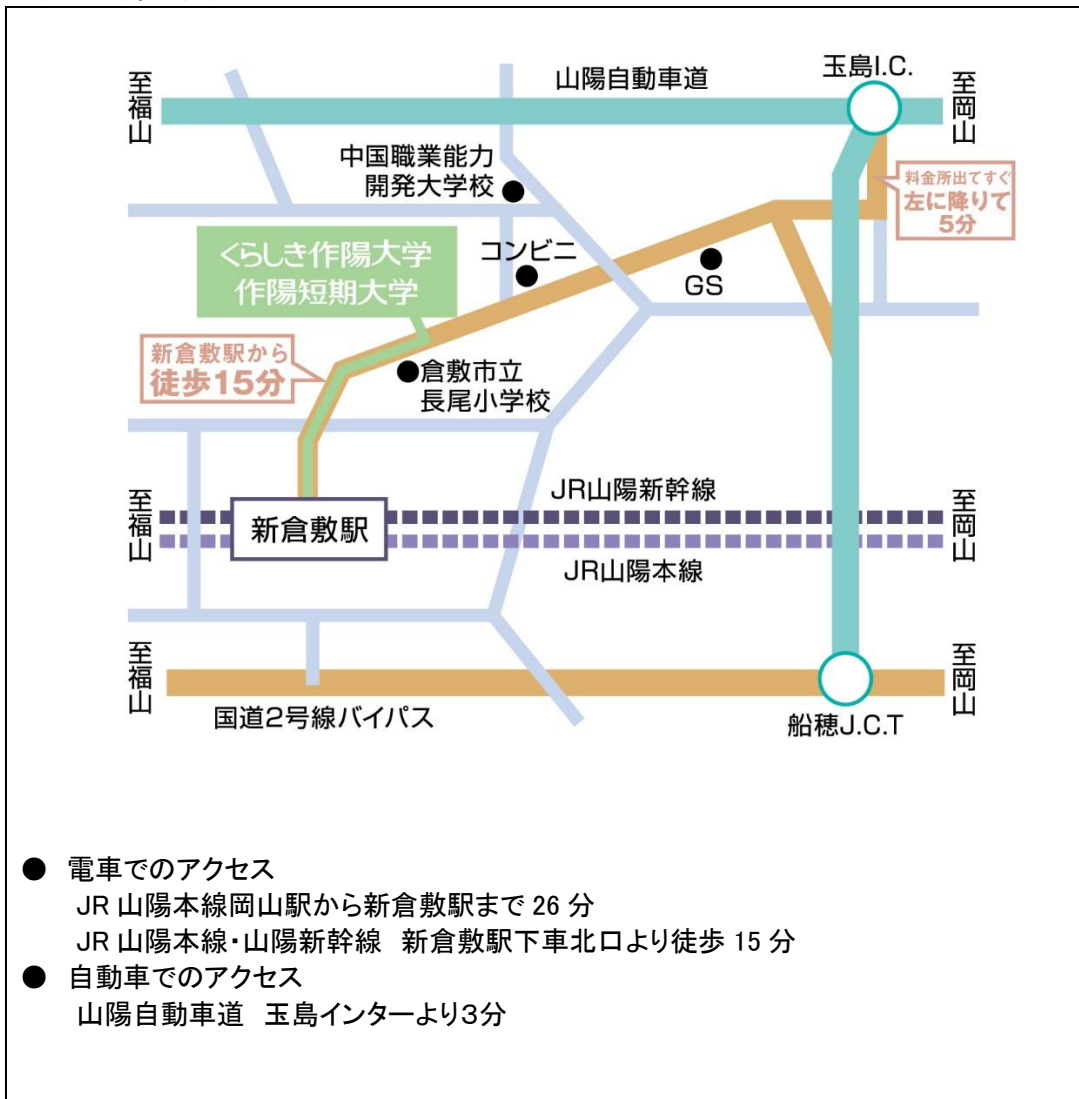 玉島I.C.
山陽自動車道
至福山
至岡山
中国職業能力
開発大学校
料金所出てすぐ
左に降りて
5分
くらしき作陽大学
作陽短期大学
コンビニ
GS
新倉敷駅から
徒歩15分
倉敷市立
長尾小学校
JR山陽新幹線
至福山
新倉敷駅
至岡山
JR山陽本線
至福山
至岡山
国道2号線バイパス
船穂J.C.T
● 電車でのアクセス
JR 山陽本線岡山駅から新倉敷駅まで 26 分
JR 山陽本線・山陽新幹線 新倉敷駅下車北口より徒歩 15 分
● 自動車でのアクセス
山陽自動車道 玉島インターより3分